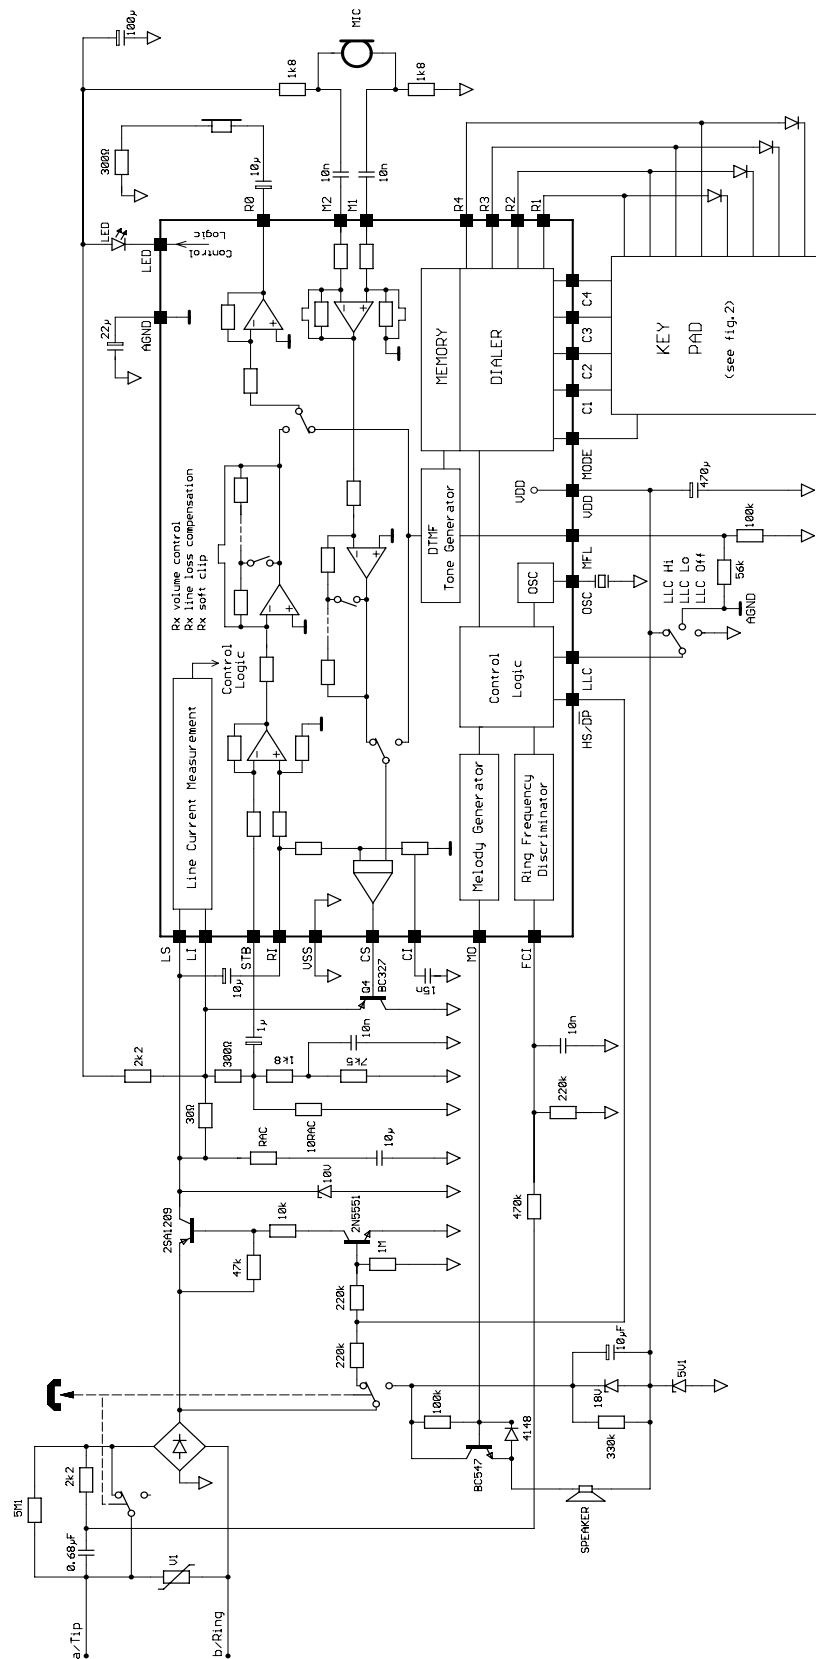 a/Tip
b/Ring
0.68µF
5M1
2k2
V1
2SA1209
47k
10k
2N5551
1M
220k
220k
10V
RAC
10RAC
10µ
30Ω
2k2
300Ω
1k8
7k5
10n
1µ
10µ
Q4
BC327
15n
100k
BC547
4148
SPEAKER
18V
330k
10µF
5V1
470k
220k
10n
LS
LI
STB
RI
VSS
CS
CI
MO
FCI
Line Current Measurement
Control
Logic
Rx volume control
Rx line loss compensation
Rx soft clip
Melody Generator
Ring Frequency
Discriminator
Control
Logic
OSC
DTMF
Tone Generator
VDD
MEMORY
DIALER
HS/DP
LLC
OSC
MFL
VDD
MODE
C1
C2
C3
C4
LLC Hi
LLC Lo
LLC Off
AGND
56k
100k
470µ
KEY
PAD
(see fig.2)
AGND
22µ
LED
LED
Control
Logic
R0
M2
M1
R4
R3
R2
R1
300Ω
10µ
10n
10n
1k8
1k8
MIC
100µ